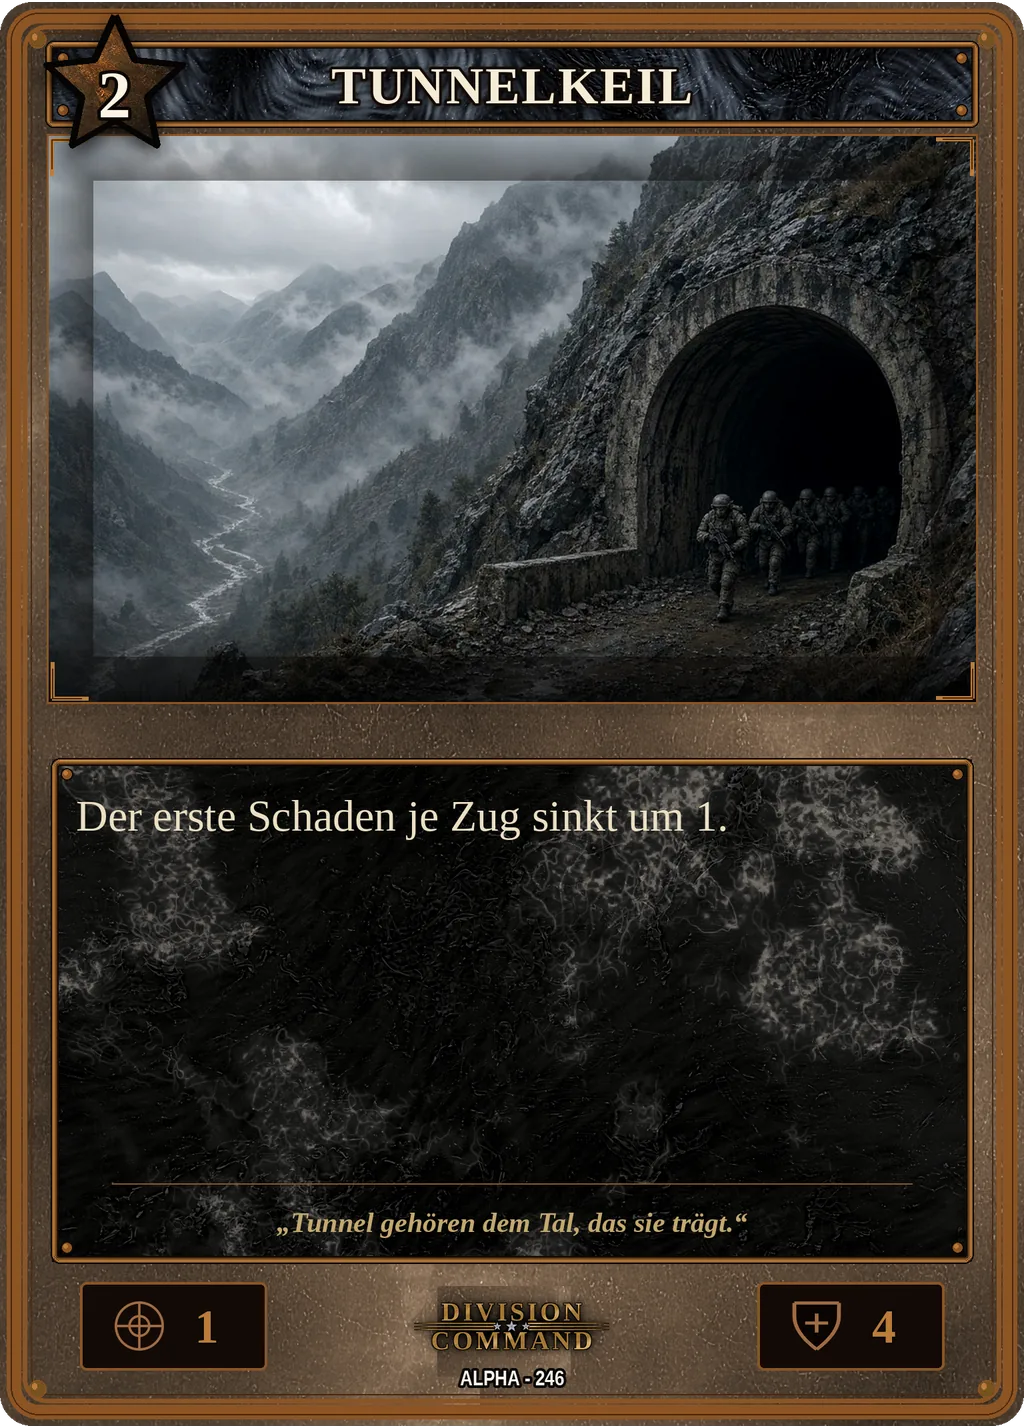 2
TUNNELKEIL
Der erste Schaden je Zug sinkt um 1.
„Tunnel gehören dem Tal, das sie trägt.“
1
DIVISION
COMMAND
4
ALPHA - 246